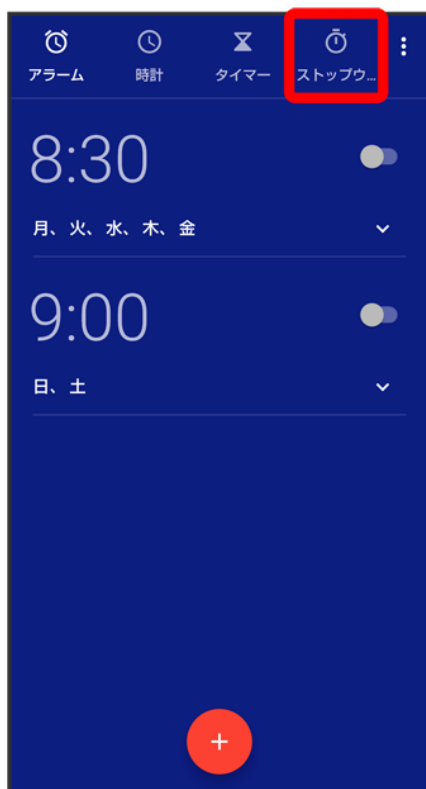 アラーム 時計 タイマー ストップウ...
8:30
月、火、水、木、金
9:00
日、土